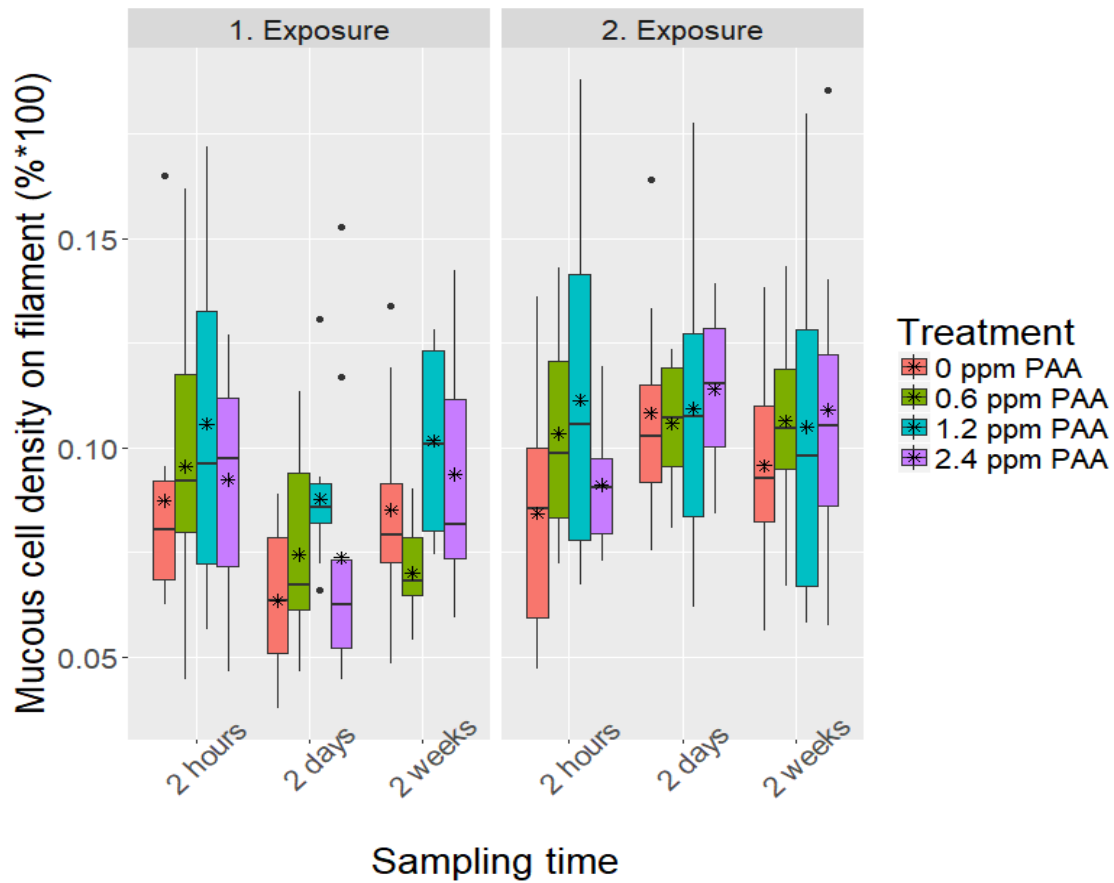 1. Exposure
2. Exposure
Mucous cell density on filament (%*100)
0.15
0.10
0.05
2 hours
2 days
2 weeks
2 hours
2 days
2 weeks
Sampling time
Treatment
0 ppm PAA
0.6 ppm PAA
1.2 ppm PAA
2.4 ppm PAA